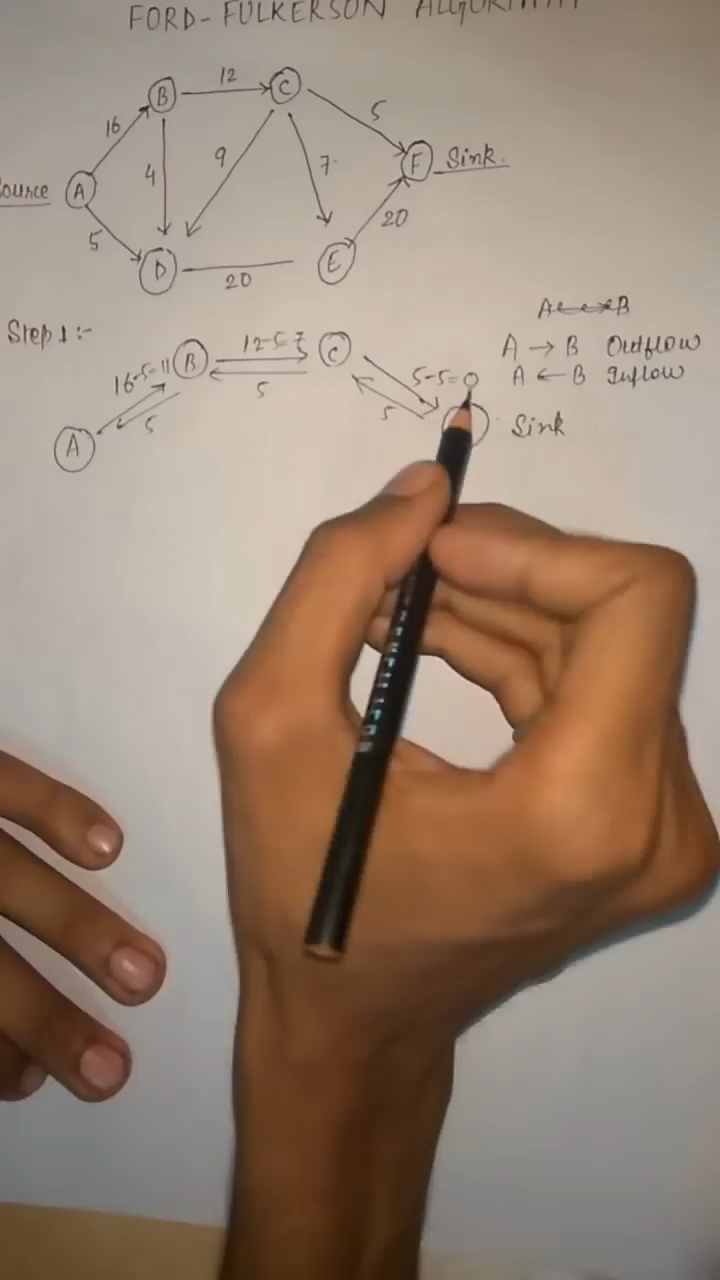 FORD-FULKERSON ALGORITHM
12
B
C
16
5
4
9
7
F Sink.
A
5
20
D
E
20
A B
Step 1:-
12-5=7
B
C
A → B Outflow
16-5=11
5
5-5=0
A ← B Inflow
5
5
Sink
A